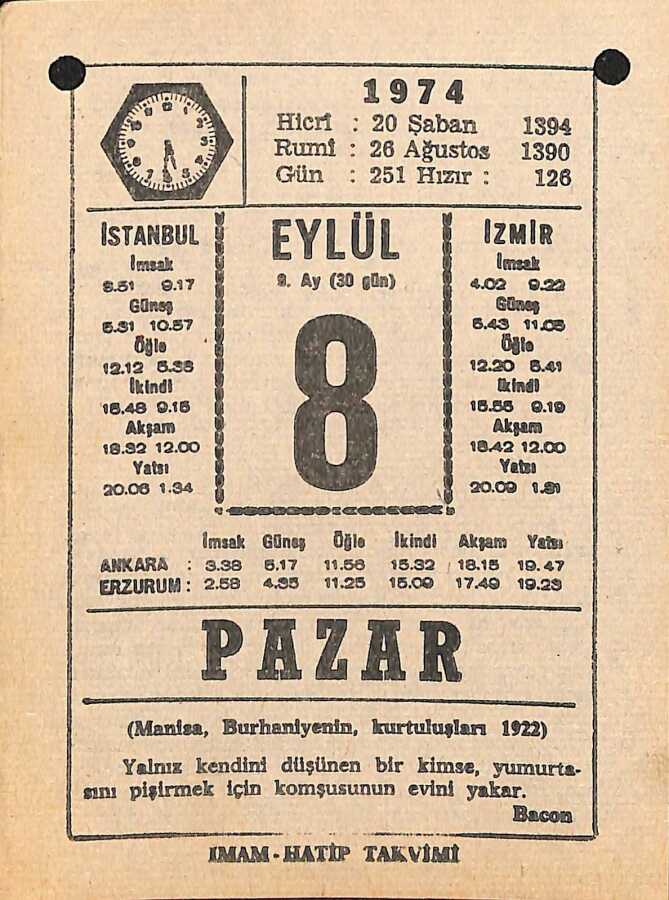 1974
Hicrî : 20 Şaban 1394
Rumî : 26 Ağustos 1390
Gün : 251 Hızır : 126
İSTANBUL
İmsak
3.51 9.17
Güneş
5.31 10.57
Öğle
12.12 5.38
İkindi
15.48 9.15
Akşam
18.32 12.00
Yatsı
20.06 1.34
EYLÜL
9. Ay (30 gün)
8
İZMİR
İmsak
4.02 9.22
Güneş
5.43 11.03
Öğle
12.20 5.41
İkindi
15.56 9.19
Akşam
18.42 12.00
Yatsı
20.09 1.31
İmsak Güneş Öğle İkindi Akşam Yatsı
ANKARA : 3.38 5.17 11.56 15.32 18.15 19.47
ERZURUM : 2.58 4.35 11.25 15.09 17.49 19.23
PAZAR
(Manisa, Burhaniyenin, kurtuluşları 1922)
Yalnız kendini düşünen bir kimse, yumurta-
sını pişirmek için komşusunun evini yakar.
Bacon
İMAM - HATİP TAKVİMİ